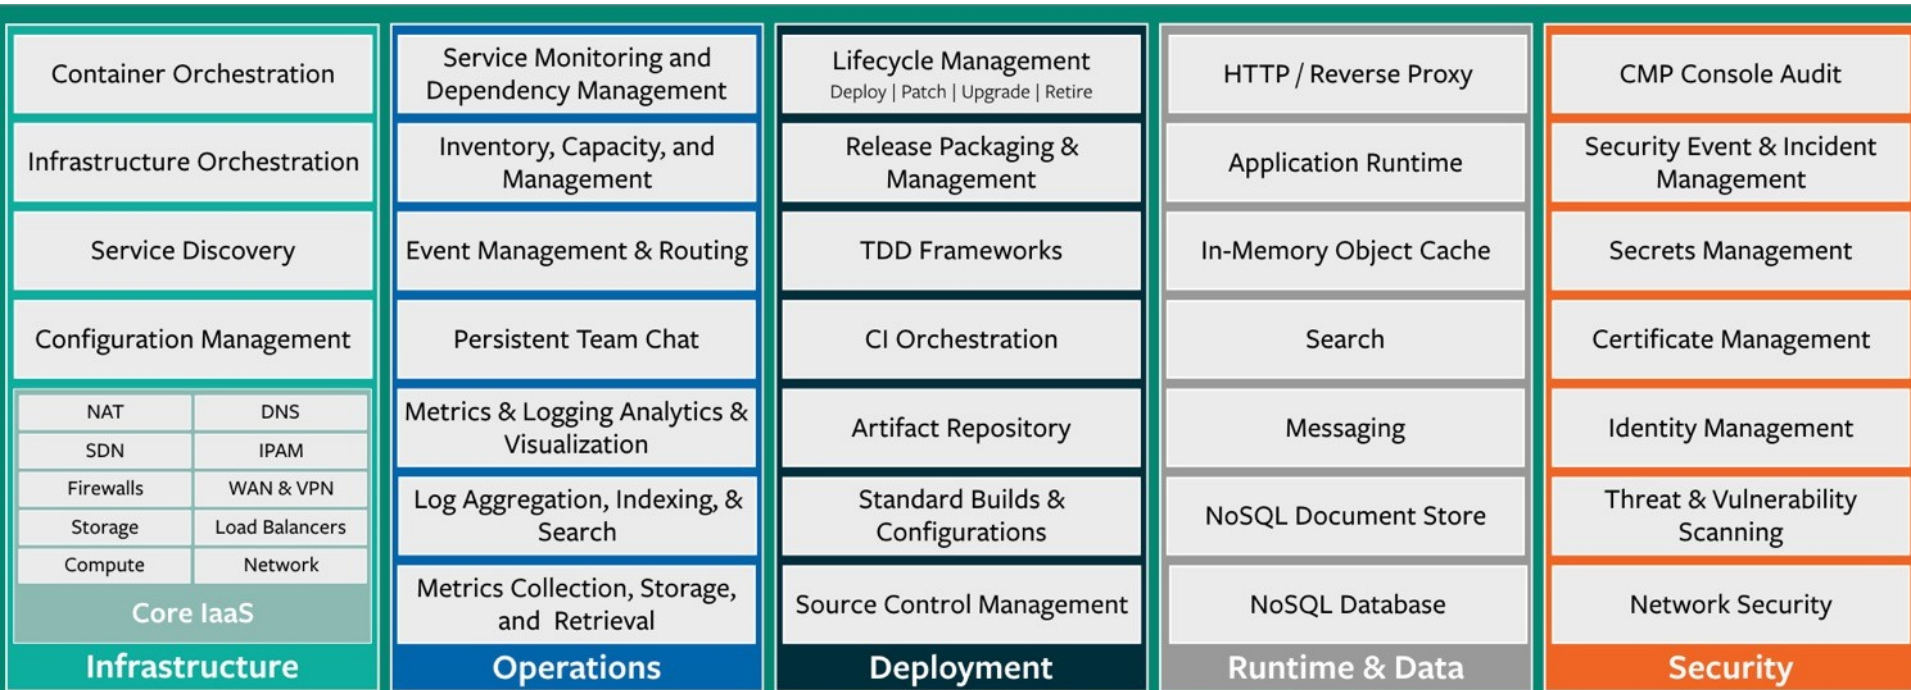 Container Orchestration
Infrastructure Orchestration
Service Discovery
Configuration Management
NAT
DNS
SDN
IPAM
Firewalls
WAN & VPN
Storage
Load Balancers
Compute
Network
Core IaaS
Infrastructure
Service Monitoring and
Dependency Management
Inventory, Capacity, and
Management
Event Management & Routing
Persistent Team Chat
Metrics & Logging Analytics &
Visualization
Log Aggregation, Indexing, &
Search
Metrics Collection, Storage,
and Retrieval
Operations
Lifecycle Management
Deploy | Patch | Upgrade | Retire
Release Packaging &
Management
TDD Frameworks
CI Orchestration
Artifact Repository
Standard Builds &
Configurations
Source Control Management
Deployment
HTTP / Reverse Proxy
Application Runtime
In-Memory Object Cache
Search
Messaging
NoSQL Document Store
NoSQL Database
Runtime & Data
CMP Console Audit
Security Event & Incident
Management
Secrets Management
Certificate Management
Identity Management
Threat & Vulnerability
Scanning
Network Security
Security